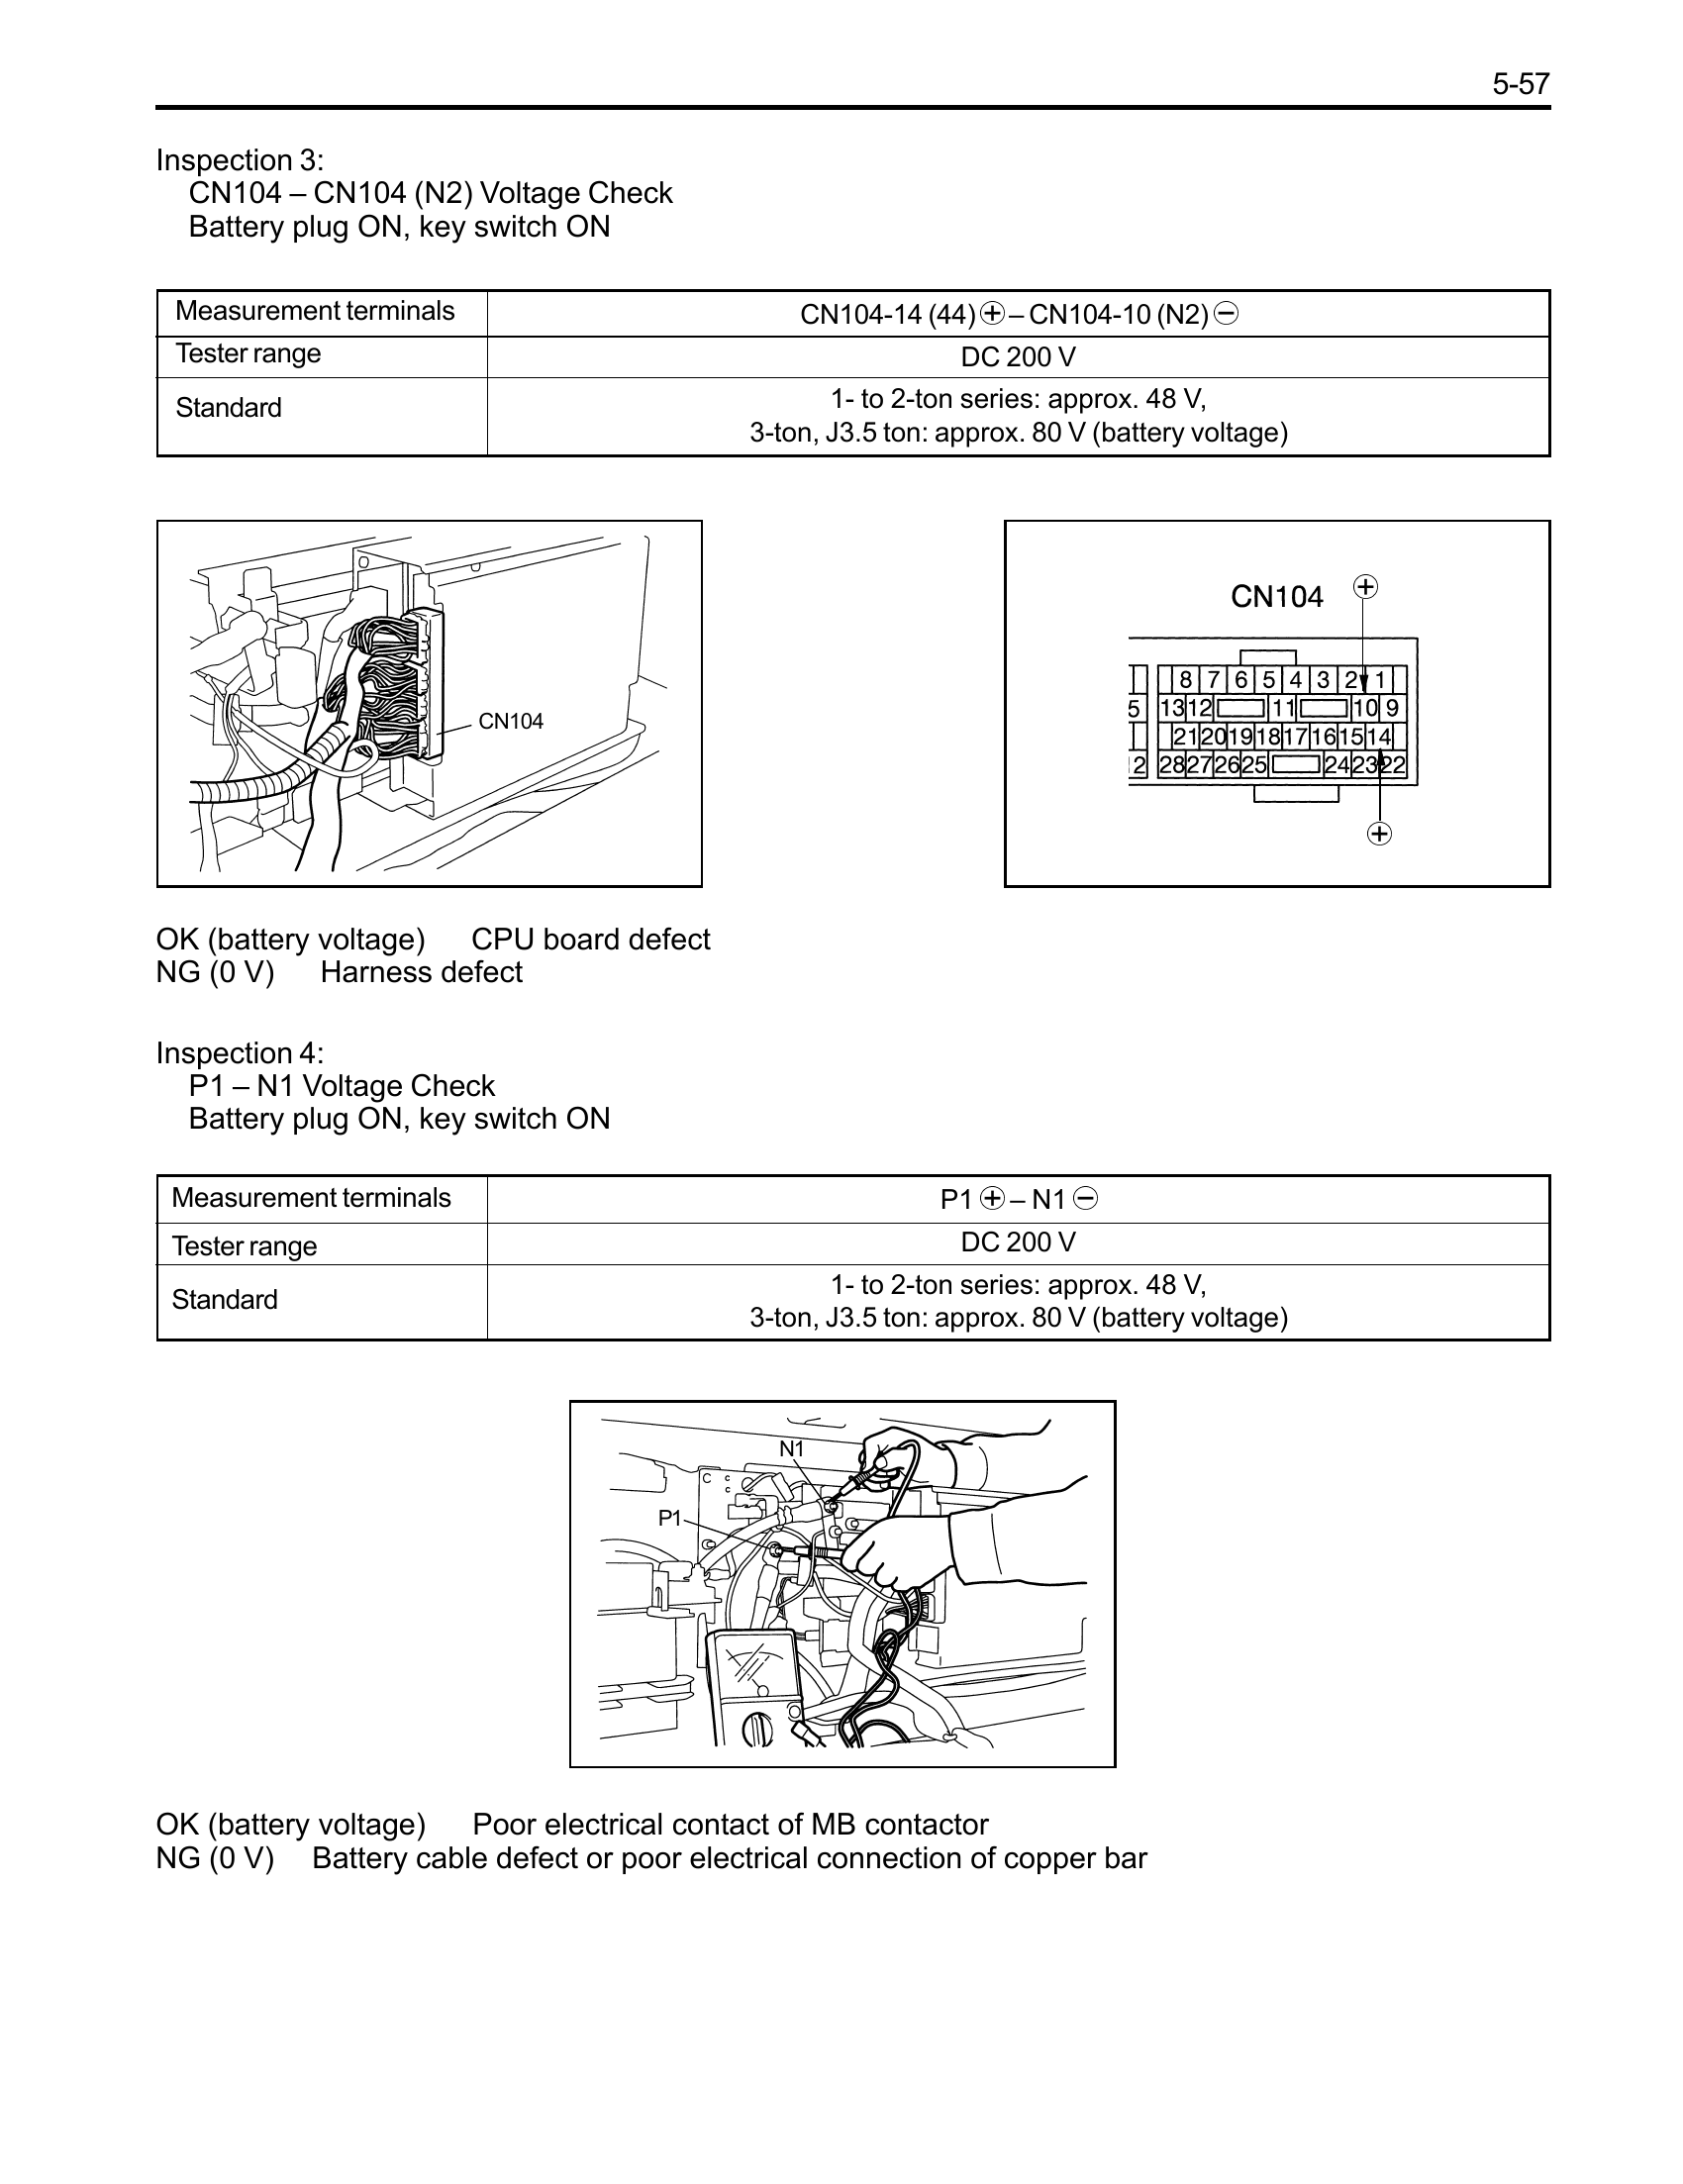 5-57
Inspection 3:
CN104 – CN104 (N2) Voltage Check
Battery plug ON, key switch ON
Measurement terminals
CN104-14 (44) ⊕ – CN104-10 (N2) ⊖
Tester range
DC 200 V
Standard
1- to 2-ton series: approx. 48 V,
3-ton, J3.5 ton: approx. 80 V (battery voltage)
CN104
CN104 ⊕
8 7 6 5 4 3 2 1
5 13 12 11 10 9
21 20 19 18 17 16 15 14
2 28 27 26 25 24 23 22
⊕
OK (battery voltage) CPU board defect
NG (0 V) Harness defect
Inspection 4:
P1 – N1 Voltage Check
Battery plug ON, key switch ON
Measurement terminals
P1 ⊕ – N1 ⊖
Tester range
DC 200 V
Standard
1- to 2-ton series: approx. 48 V,
3-ton, J3.5 ton: approx. 80 V (battery voltage)
N1
C c
c
P1
OK (battery voltage) Poor electrical contact of MB contactor
NG (0 V) Battery cable defect or poor electrical connection of copper bar